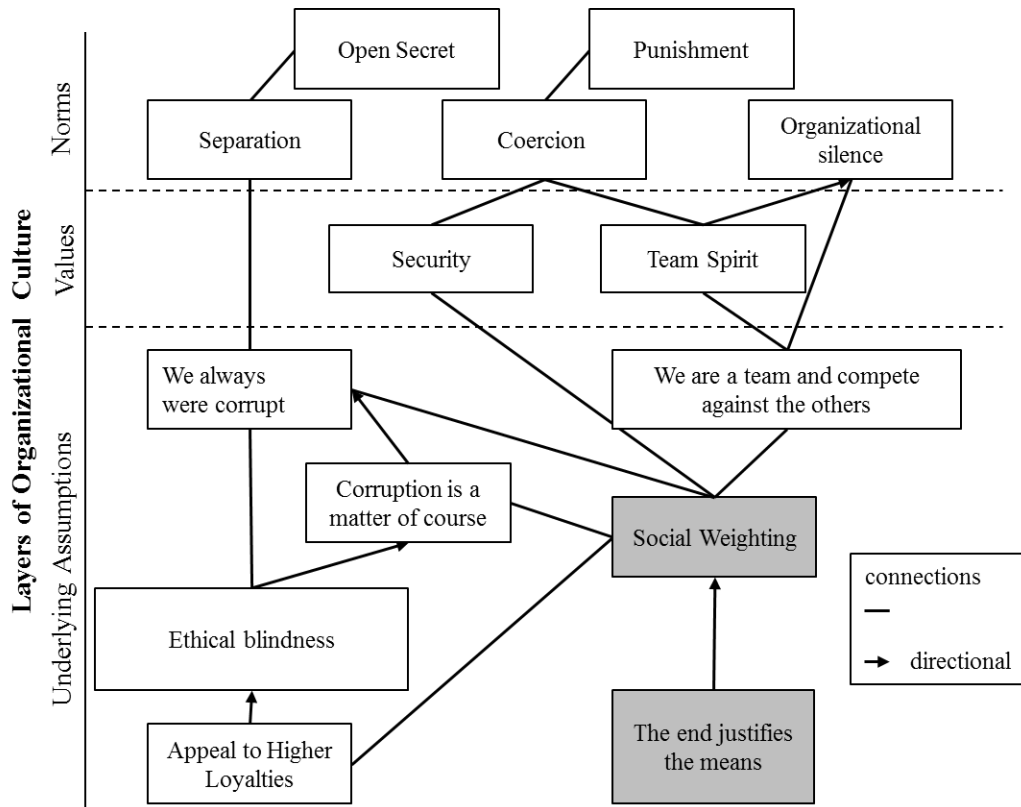 Open Secret
Punishment
Separation
Coercion
Organizational
silence
Security
Team Spirit
We always
were corrupt
We are a team and compete
against the others
Corruption is a
matter of course
Social Weighting
Ethical blindness
Appeal to Higher
Loyalties
The end justifies
the means
connections
directional
Layers of Organizational Culture
Norms
Values
Underlying Assumptions